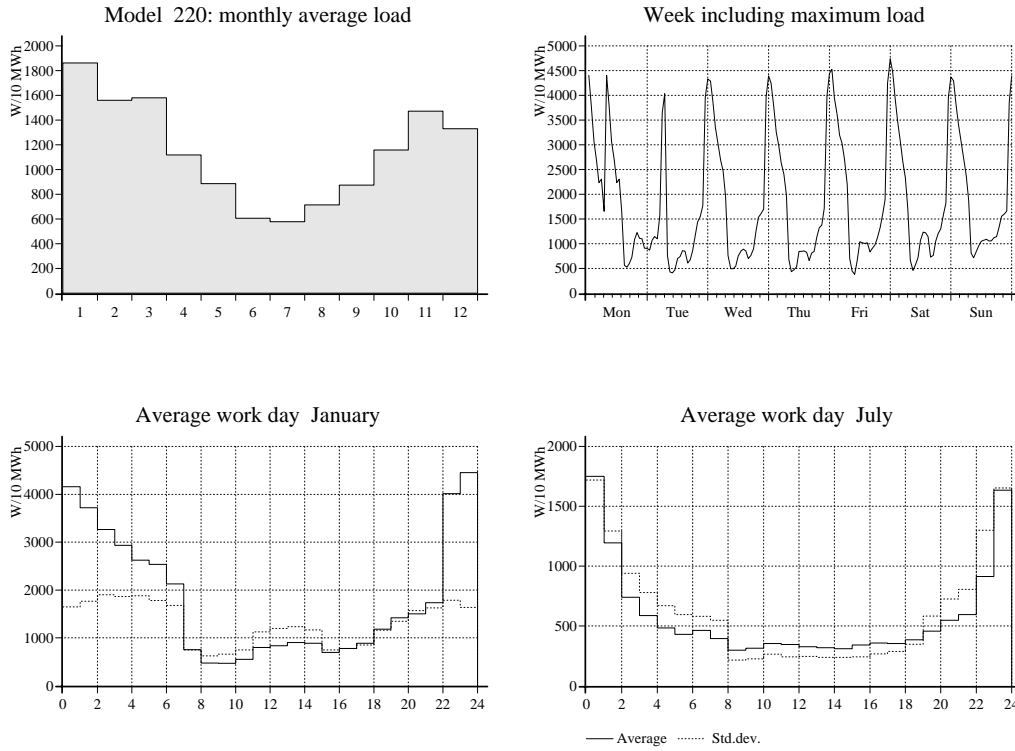 Model 220: monthly average load
W/10 MWh
2000
1800
1600
1400
1200
1000
800
600
400
200
0
1 2 3 4 5 6 7 8 9 10 11 12
Week including maximum load
W/10 MWh
5000
4500
4000
3500
3000
2500
2000
1500
1000
500
0
Mon Tue Wed Thu Fri Sat Sun
Average work day January
W/10 MWh
5000
4000
3000
2000
1000
0
0 2 4 6 8 10 12 14 16 18 20 22 24
Average work day July
W/10 MWh
2000
1500
1000
500
0
0 2 4 6 8 10 12 14 16 18 20 22 24
Average Std.dev.